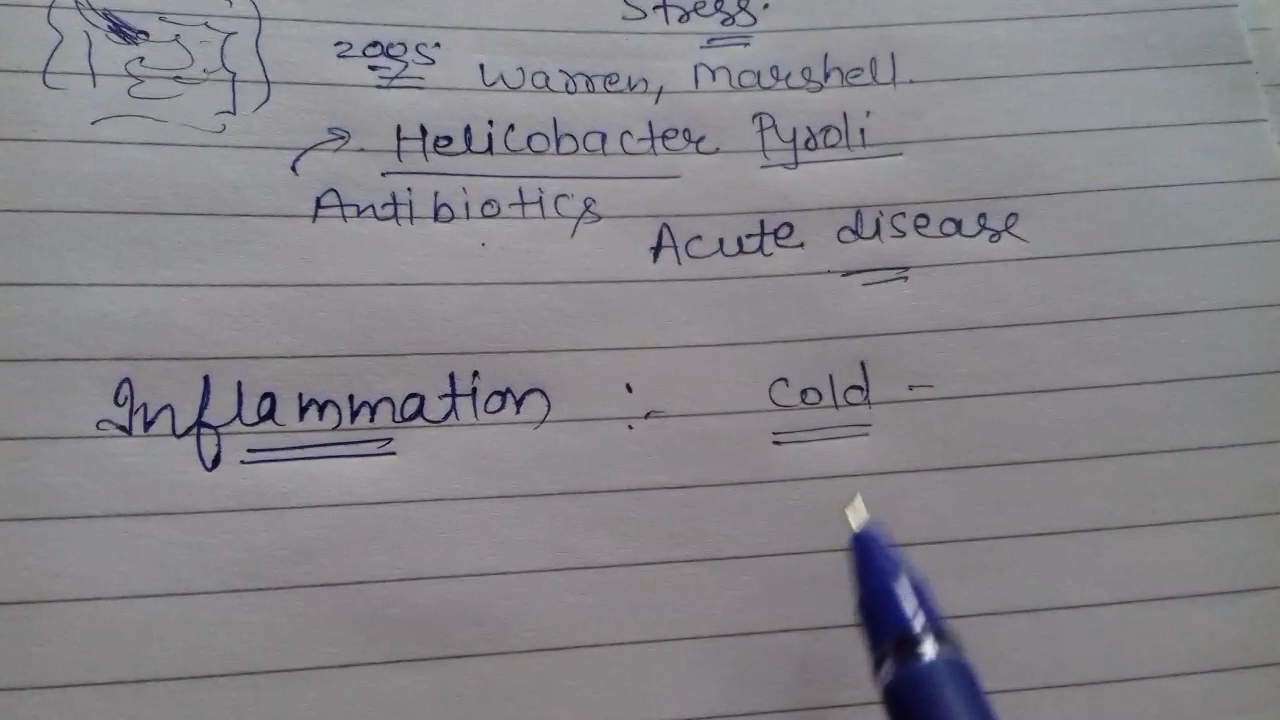 Stress.
2005 Warren, Marshell.
Helicobacter Pyroli
Antibiotics
Acute disease
Inflammation :- Cold -